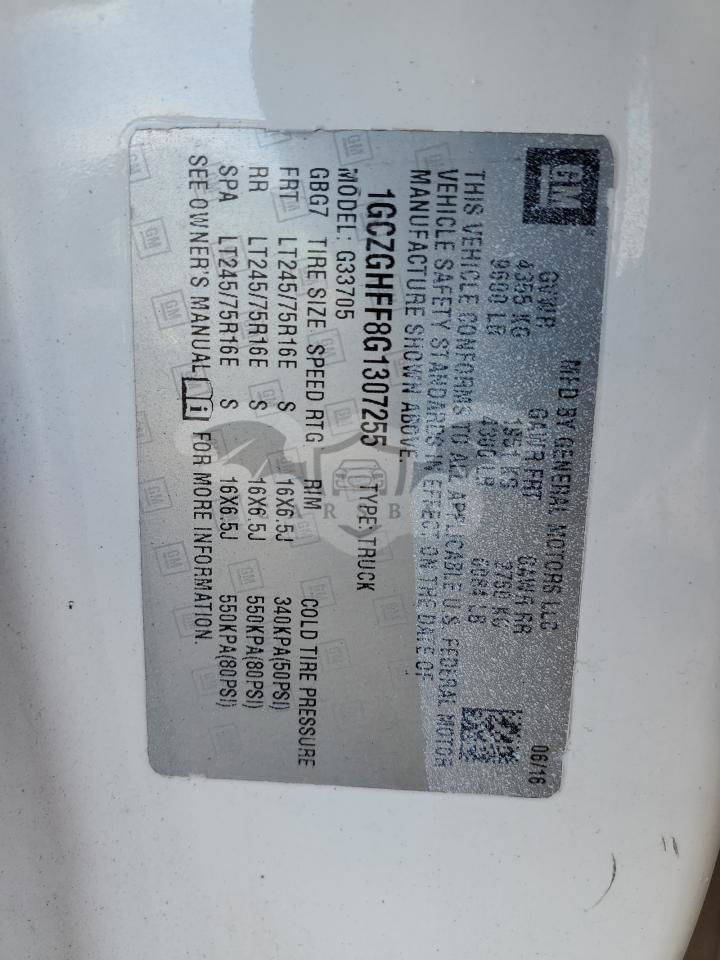 GM
MFD BY GENERAL MOTORS LLC 06/16
GVWR GAWR FRT GAWR RR
4355 KG KG 2760 KG
9600 LB LB 6084 LB
THIS VEHICLE CONFORMS TO ALL APPLICABLE U.S. FEDERAL MOTOR
VEHICLE SAFETY STANDARDS IN EFFECT ON THE DATE OF
MANUFACTURE SHOWN ABOVE.
1GCZGHFF8G1307255 TYPE: TRUCK
MODEL: G33705
GBG7 TIRE SIZE SPEED RTG RIM COLD TIRE PRESSURE
FRT LT245/75R16E S 16X6.5J 340KPA(50PSI)
RR LT245/75R16E S 16X6.5J 550KPA(80PSI)
SPA LT245/75R16E S 16X6.5J 550KPA(80PSI)
SEE OWNER'S MANUAL i FOR MORE INFORMATION.